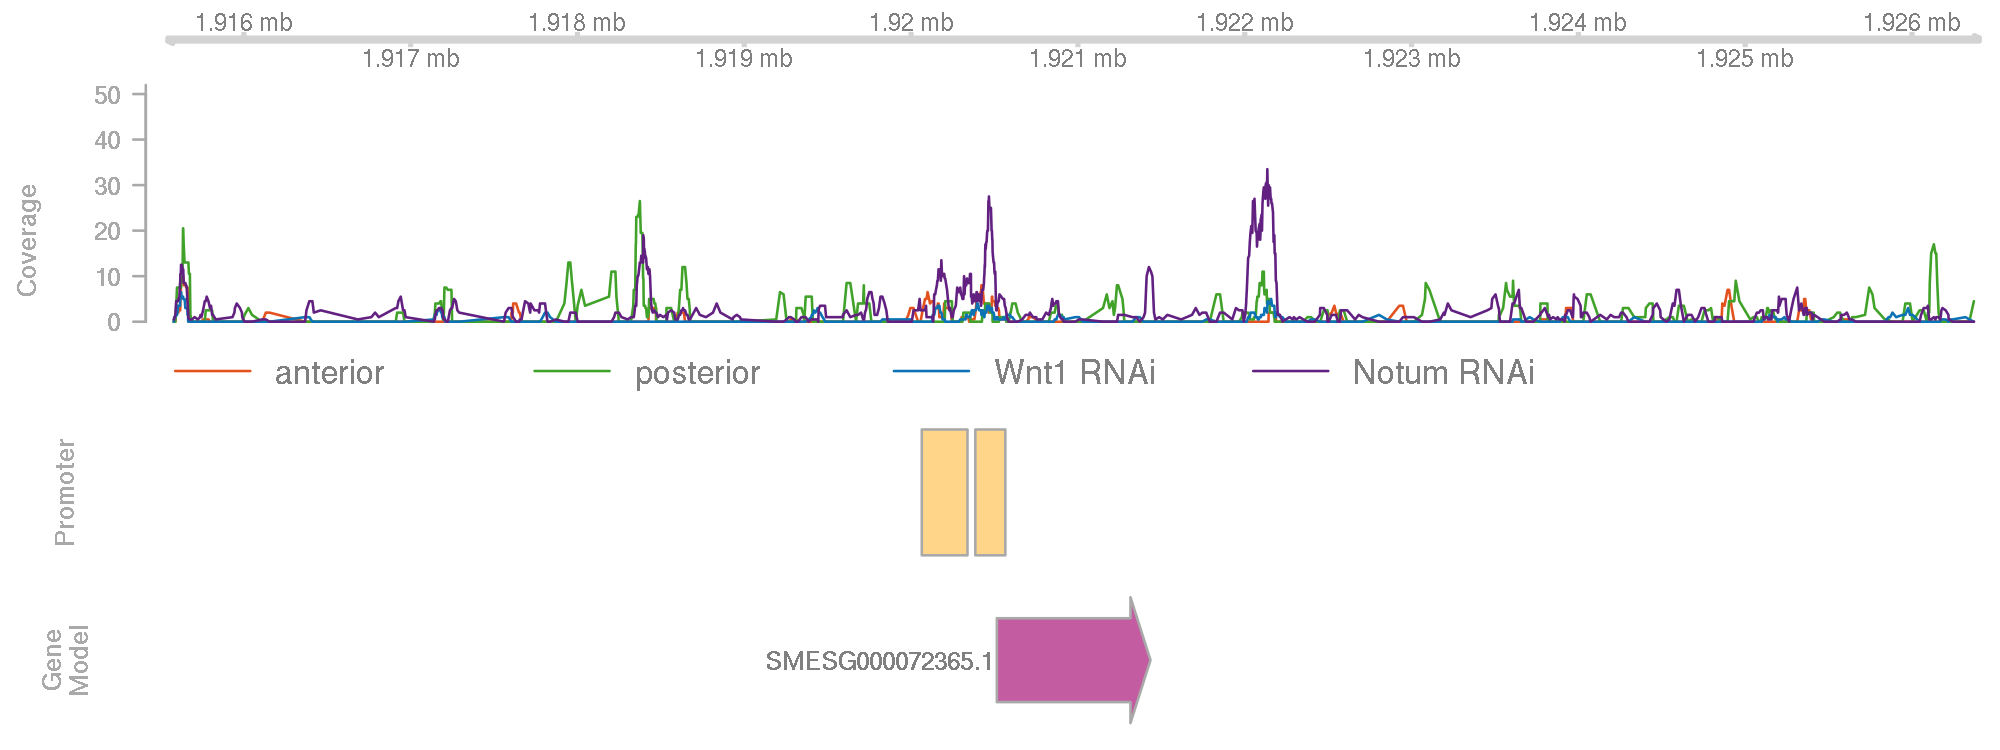 1.916 mb 1.918 mb 1.92 mb 1.922 mb 1.924 mb 1.926 mb
1.917 mb 1.919 mb 1.921 mb 1.923 mb 1.925 mb
50
40
30
20
10
0
Coverage
anterior posterior Wnt1 RNAi Notum RNAi
Promoter
Gene
Model
SMESG000072365.1